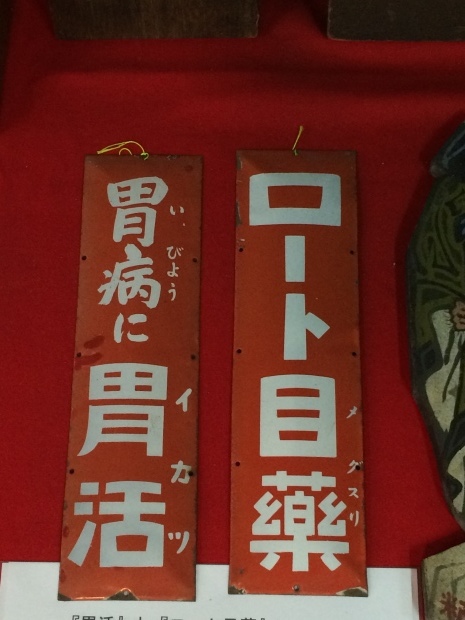 ロート目薬
メグスリ
胃病に
い、びよう
胃活
イカツ